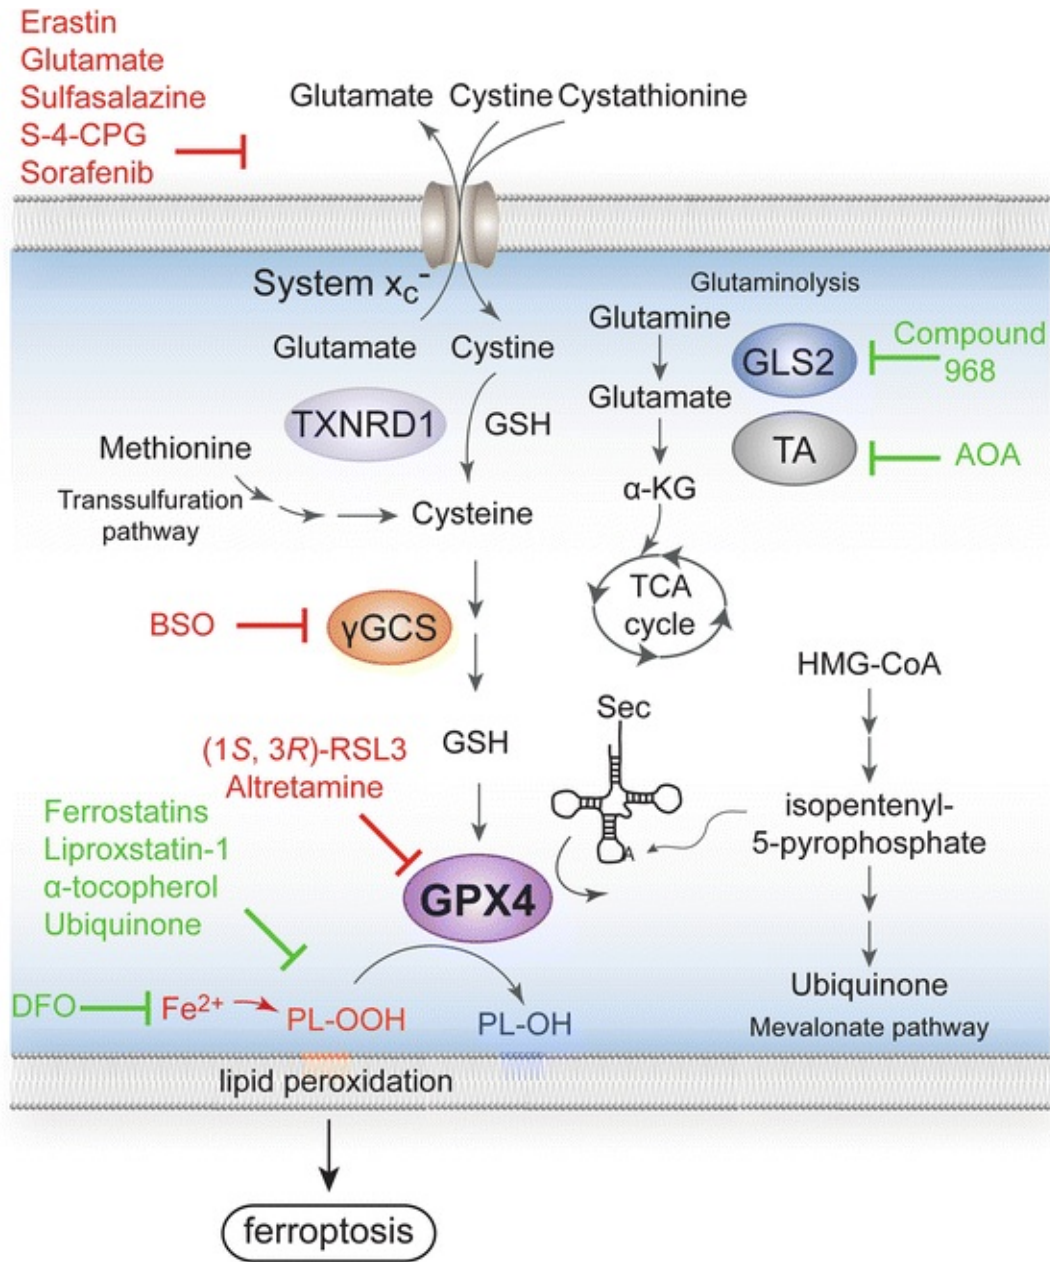 Erastin
Glutamate
Sulfasalazine
S-4-CPG
Sorafenib
Glutamate Cystine Cystathionine
System xc-
Glutamate Cystine
TXNRD1
GSH
Methionine
Transsulfuration
pathway
Cysteine
Glutaminolysis
Glutamine
GLS2
Compound
968
Glutamate
TA
AOA
α-KG
TCA
cycle
BSO
γGCS
HMG-CoA
Sec
GSH
(1S, 3R)-RSL3
Altretamine
isopentenyl-
5-pyrophosphate
A
Ferrostatins
Liproxstatin-1
α-tocopherol
Ubiquinone
GPX4
Ubiquinone
Mevalonate pathway
DFO
Fe2+
PL-OOH
PL-OH
lipid peroxidation
ferroptosis